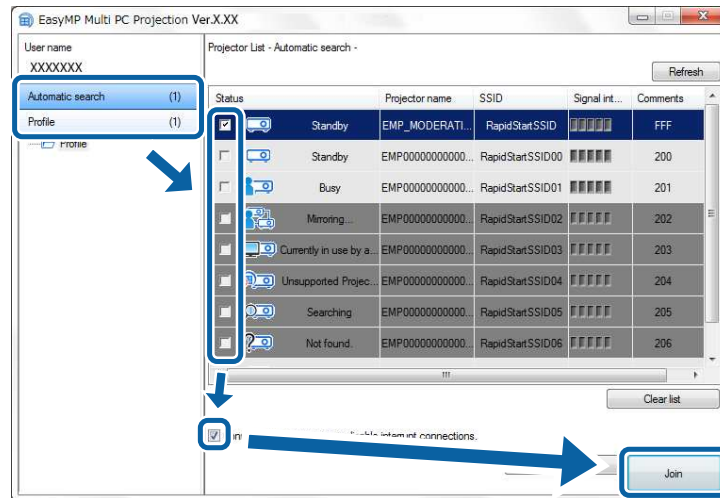 EasyMP Multi PC Projection Ver.X.XX
User name
XXXXXXX
Automatic search (1)
Profile (1)
Profile
Projector List - Automatic search -
Refresh
Status Projector name SSID Signal int... Comments
Standby EMP_MODERATI... RapidStartSSID FFF
Standby EMP00000000000... RapidStartSSID00 200
Busy EMP00000000000... RapidStartSSID01 201
Mirroring... EMP00000000000... RapidStartSSID02 202
Currently in use by a... EMP00000000000... RapidStartSSID03 203
Unsupported Projec... EMP00000000000... RapidStartSSID04 204
Searching EMP00000000000... RapidStartSSID05 205
Not found. EMP00000000000... RapidStartSSID06 206
Clear list
interrupt connections.
Join